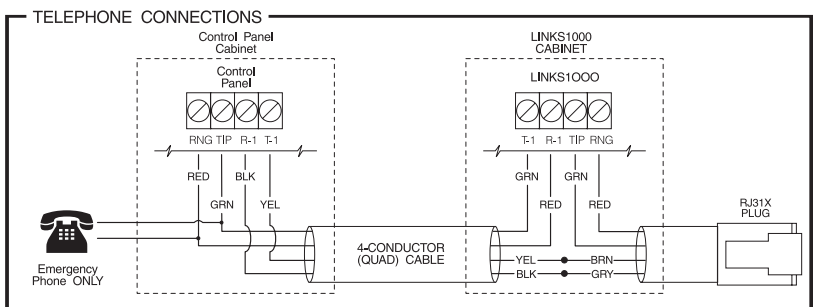 TELEPHONE CONNECTIONS
Control Panel
Cabinet
Control
Panel
RNG TIP R-1 T-1
RED BLK
GRN YEL
LINKS1000
CABINET
LINKS1OOO
T-1 R-1 TIP RNG
GRN GRN
RED RED
RJ31X
PLUG
4-CONDUCTOR
(QUAD) CABLE
YEL BRN
BLK GRY
Emergency
Phone ONLY